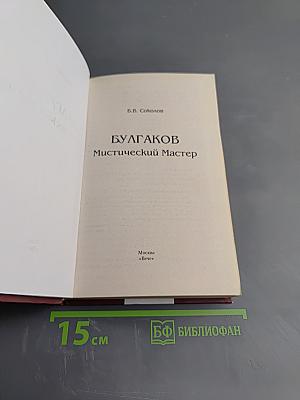 Б.В. Соколов
БУЛГАКОВ
Мистический Мастер
Москва
«Вече»
15 см
БФ БИБЛИОФАН